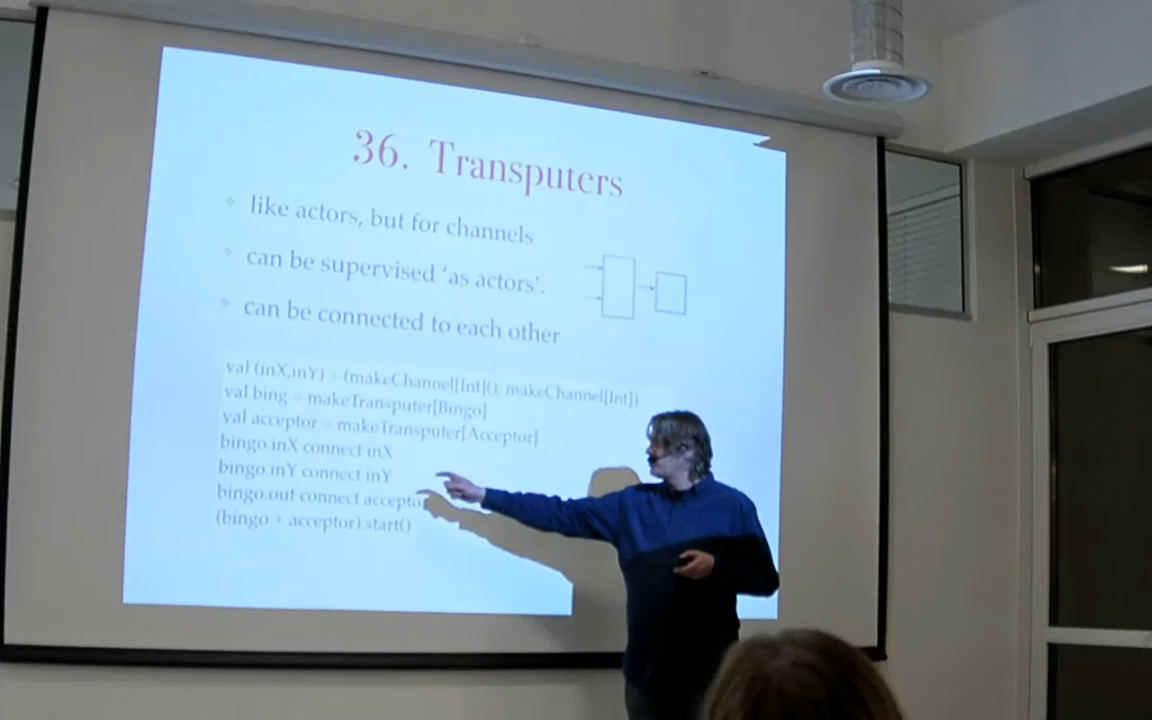 36. Transputers
like actors, but for channels
can be supervised 'as actors'.
can be connected to each other
val (inX,inY) = (makeChannel[Int](), makeChannel[Int])
val bing = makeTransputer[Bingo]
val acceptor = makeTransputer[Acceptor]
bingo inX connect inX
bingo.inY connect inY
bingo.out connect acceptor
(bingo + acceptor).start()